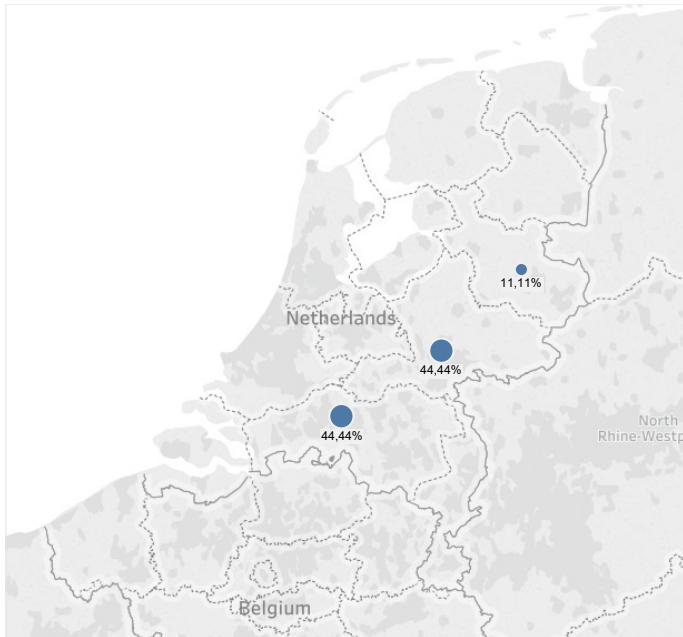 11,11%
Netherlands
44,44%
44,44%
North
Rhine-Westp
Belgium